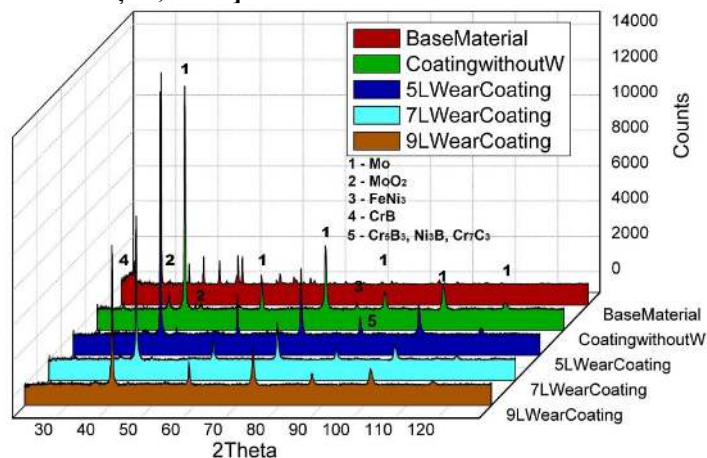 14000
12000
10000
8000
6000
4000
2000
0
Counts
BaseMaterial
CoatingwithoutW
5LWearCoating
7LWearCoating
9LWearCoating
1 - Mo
2 - MoO₂
3 - FeNi₃
4 - CrB
5 - Cr₅B₃, Ni₃B, Cr₇C₃
1
4
2
2
1
1
3
1
5
1
1
BaseMaterial
CoatingwithoutW
5LWearCoating
7LWearCoating
9LWearCoating
30 40 50 60 70 80 90 100 110 120
2Theta